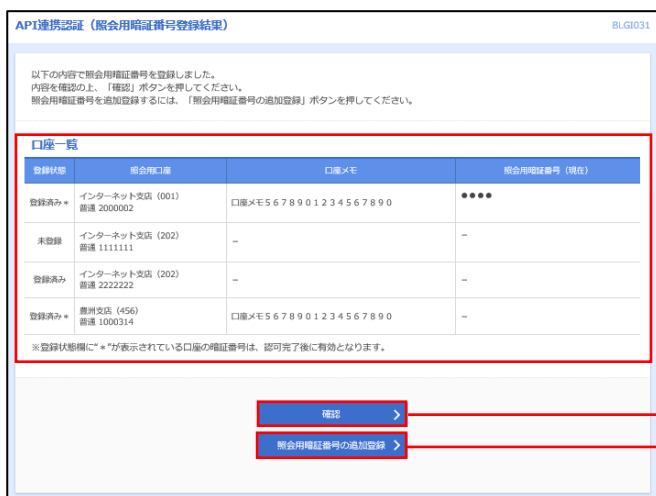 API連携認証（照会用暗証番号登録結果） BLGI031
以下の内容で照会用暗証番号を登録しました。
内容を確認の上、「確認」ボタンを押してください。
照会用暗証番号を追加登録するには、「照会用暗証番号の追加登録」ボタンを押してください。
口座一覧
登録状態 照会用口座 口座メモ 照会用暗証番号（現在）
登録済み* インターネット支店（001） 口座メモ５６７８９０１２３４５６７８９０ ●●●●
普通 2000002
未登録 インターネット支店（202） － －
普通 1111111
登録済み インターネット支店（202） － －
普通 2222222
登録済み* 豊洲支店（456） 口座メモ５６７８９０１２３４５６７８９０ －
普通 1000314
※登録状態欄に"*"が表示されている口座の暗証番号は、認可完了後に有効となります。
確認
照会用暗証番号の追加登録